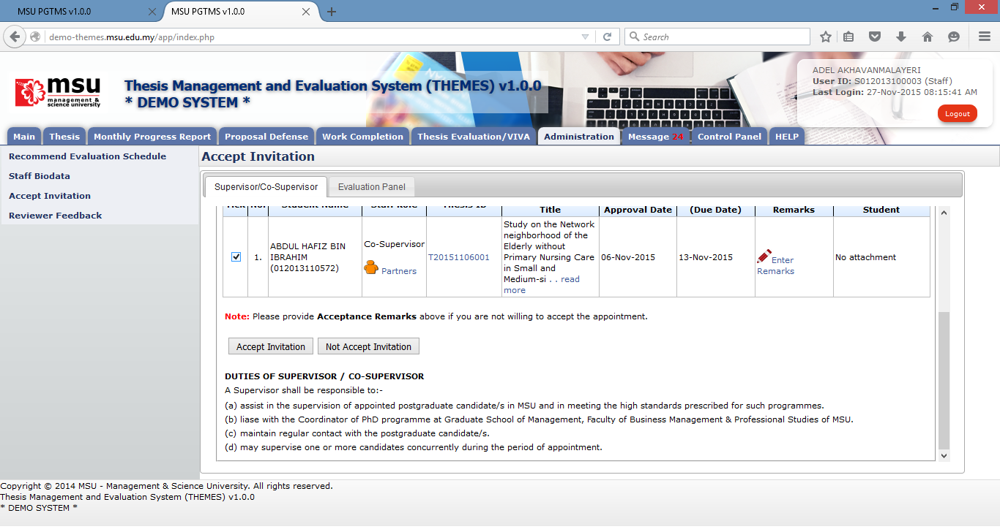 MSU PGTMS v1.0.0
MSU PGTMS v1.0.0
demo-themes.msu.edu.my/app/index.php
Search
msu
management &
science university
Thesis Management and Evaluation System (THEMES) v1.0.0
* DEMO SYSTEM *
ADEL AKHAVANMALAYERI
User ID: S012013100003 (Staff)
Last Login: 27-Nov-2015 08:15:41 AM
Logout
Main Thesis Monthly Progress Report Proposal Defense Work Completion Thesis Evaluation/VIVA Administration Message 24 Control Panel HELP
Recommend Evaluation Schedule
Staff Biodata
Accept Invitation
Reviewer Feedback
Accept Invitation
Supervisor/Co-Supervisor Evaluation Panel
Tick No. Student Name Staff Role Thesis ID Title Approval Date (Due Date) Remarks Student
1.
ABDUL HAFIZ BIN
IBRAHIM
(012013110572)
Co-Supervisor
Partners
T20151106001
Study on the Network
neighborhood of the
Elderly without
Primary Nursing Care
in Small and
Medium-si . . read
more
06-Nov-2015
13-Nov-2015
Enter
Remarks
No attachment
Note: Please provide Acceptance Remarks above if you are not willing to accept the appointment.
Accept Invitation Not Accept Invitation
DUTIES OF SUPERVISOR / CO-SUPERVISOR
A Supervisor shall be responsible to:-
(a) assist in the supervision of appointed postgraduate candidate/s in MSU and in meeting the high standards prescribed for such programmes.
(b) liase with the Coordinator of PhD programme at Graduate School of Management, Faculty of Business Management & Professional Studies of MSU.
(c) maintain regular contact with the postgraduate candidate/s.
(d) may supervise one or more candidates concurrently during the period of appointment.
Copyright © 2014 MSU - Management & Science University. All rights reserved.
Thesis Management and Evaluation System (THEMES) v1.0.0
* DEMO SYSTEM *